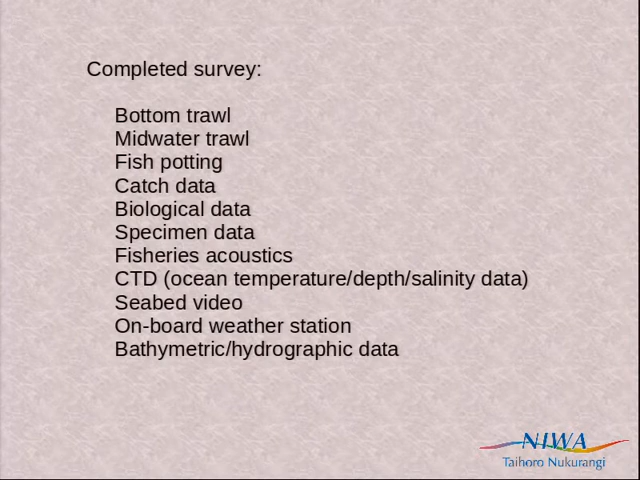 Completed survey:
Bottom trawl
Midwater trawl
Fish potting
Catch data
Biological data
Specimen data
Fisheries acoustics
CTD (ocean temperature/depth/salinity data)
Seabed video
On-board weather station
Bathymetric/hydrographic data
NIWA
Taihoro Nukurangi